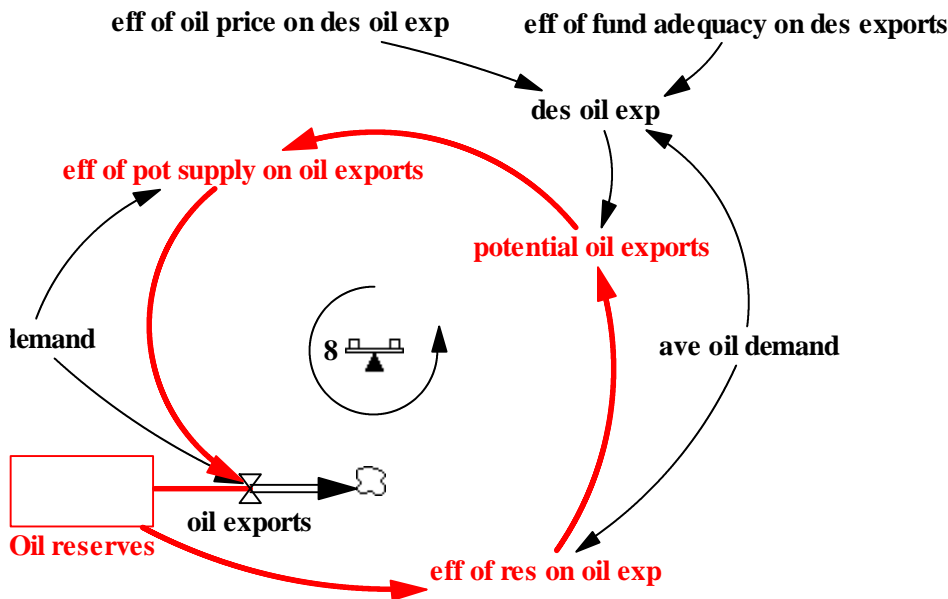 eff of oil price on des oil exp
eff of fund adequacy on des exports
des oil exp
eff of pot supply on oil exports
potential oil exports
demand
8
ave oil demand
oil exports
Oil reserves
eff of res on oil exp